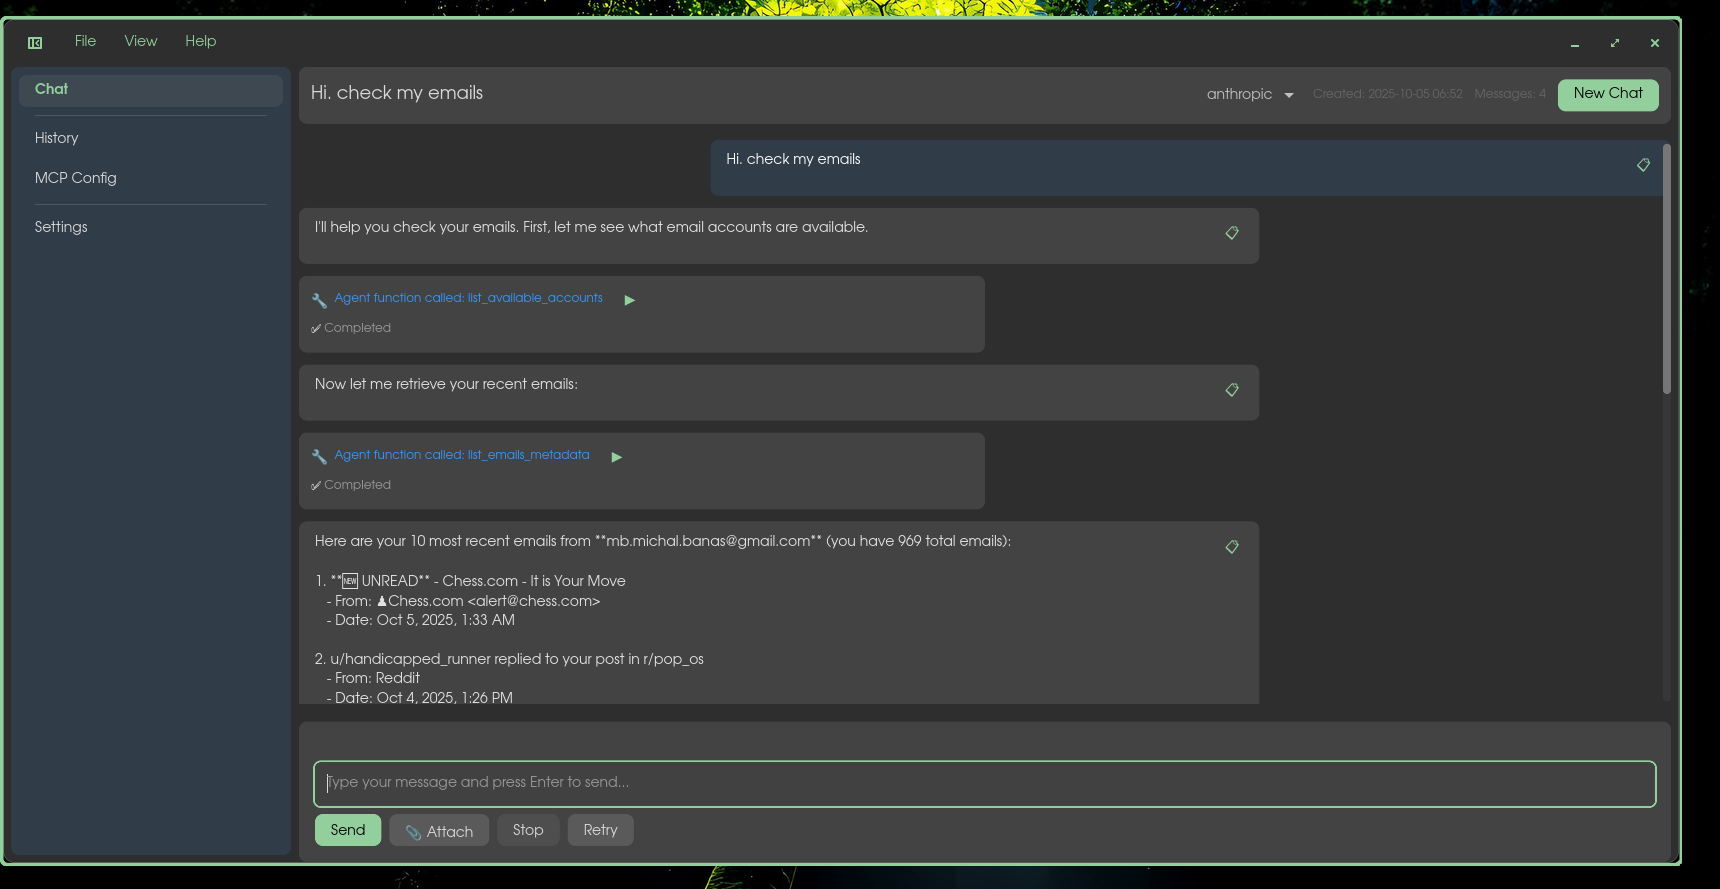 File View Help
Chat
History
MCP Config
Settings
Hi. check my emails
anthropic
Created: 2025-10-05 06:52 Messages: 4
New Chat
Hi. check my emails
I'll help you check your emails. First, let me see what email accounts are available.
Agent function called: list_available_accounts
Completed
Now let me retrieve your recent emails:
Agent function called: list_emails_metadata
Completed
Here are your 10 most recent emails from **mb.michal.banas@gmail.com** (you have 969 total emails):
1. **🆕 UNREAD** - Chess.com - It is Your Move
- From: ♟Chess.com <alert@chess.com>
- Date: Oct 5, 2025, 1:33 AM
2. u/handicapped_runner replied to your post in r/pop_os
- From: Reddit
- Date: Oct 4, 2025, 1:26 PM
Type your message and press Enter to send...
Send
Attach
Stop
Retry